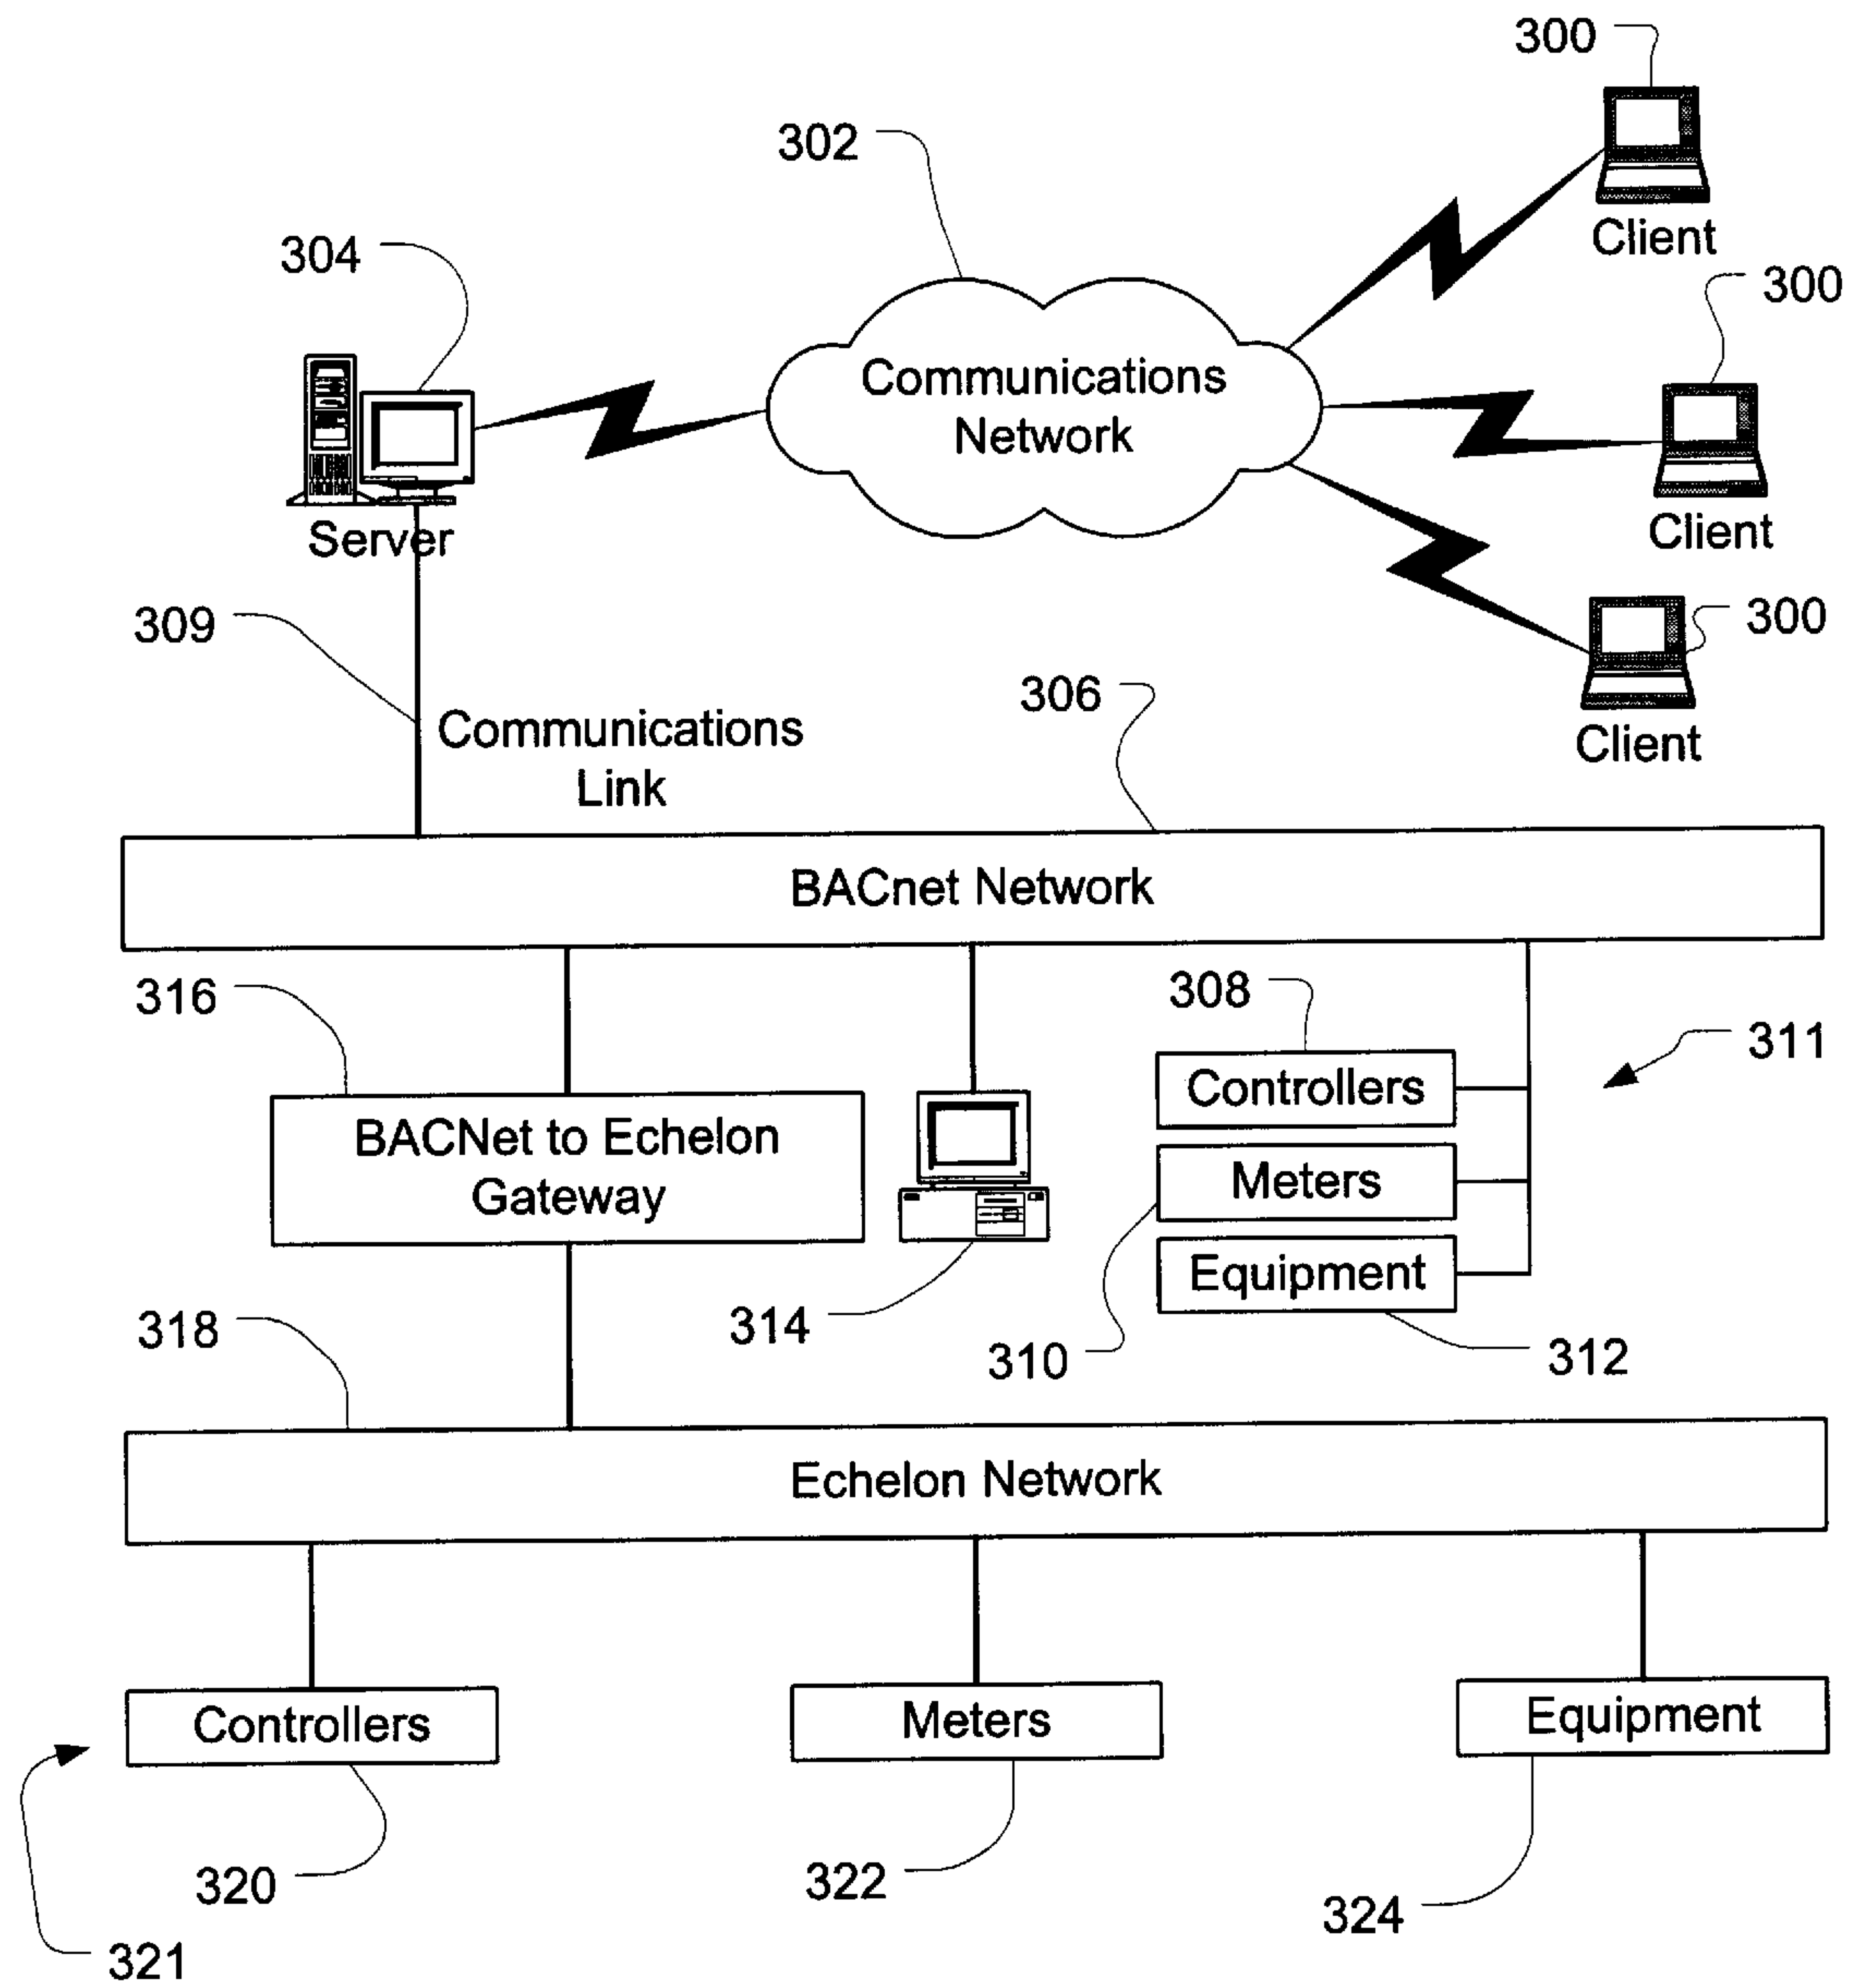 300
302
Client
304
300
Communications
Network
Server
Client
309
300
306
Communications
Link
Client
BACnet Network
316
308
311
Controllers
BACNet to Echelon
Gateway
Meters
Equipment
314
318
310
312
Echelon Network
Controllers
Meters
Equipment
320
322
324
321